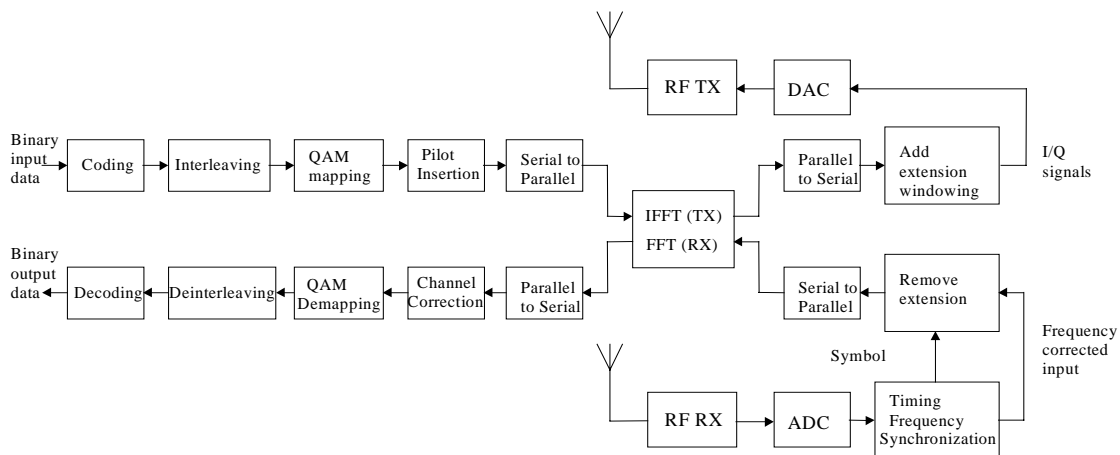 RF TX
DAC
Binary
input
data
Coding
Interleaving
QAM
mapping
Pilot
Insertion
Serial to
Parallel
IFFT (TX)
FFT (RX)
Parallel
to Serial
Add
extension
windowing
I/Q
signals
Binary
output
data
Decoding
Deinterleaving
QAM
Demapping
Channel
Correction
Parallel
to Serial
Serial to
Parallel
Remove
extension
Frequency
corrected
input
Symbol
RF RX
ADC
Timing
Frequency
Synchronization